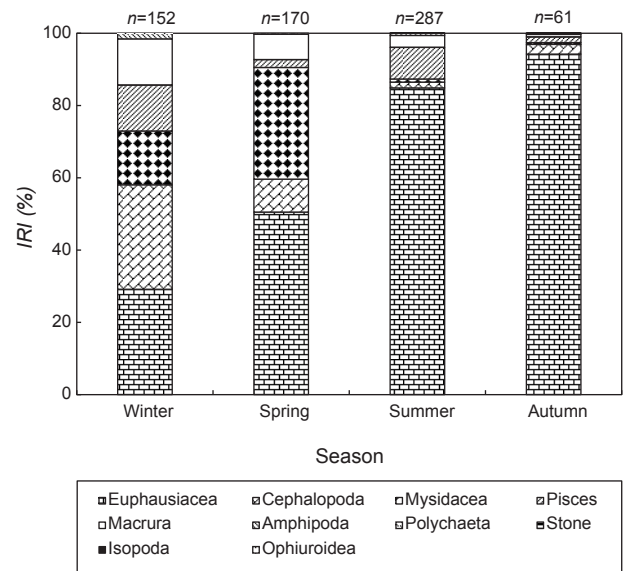 n=152 n=170 n=287 n=61
100
80
60
40
20
0
IRI (%)
Winter Spring Summer Autumn
Season
Euphausiacea Cephalopoda Mysidacea Pisces
Macrura Amphipoda Polychaeta Stone
Isopoda Ophiuroidea